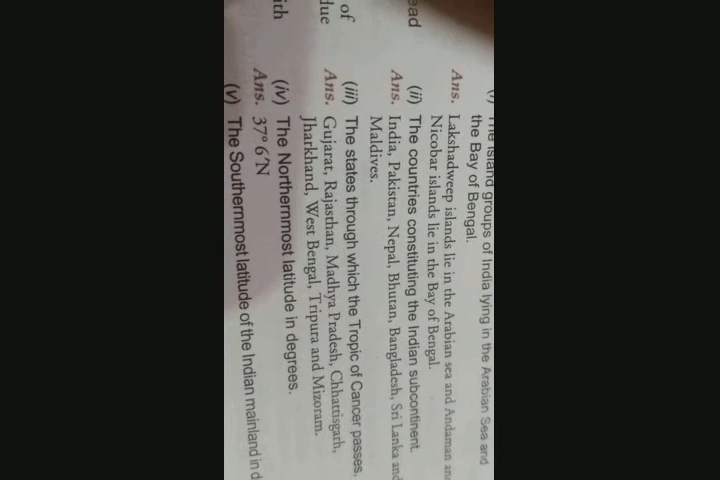 The island groups of India lying in the Arabian Sea and
the Bay of Bengal.
Ans. Lakshadweep islands lie in the Arabian sea and Andaman and
Nicobar islands lie in the Bay of Bengal.
ead
(ii) The countries constituting the Indian subcontinent.
Ans. India, Pakistan, Nepal, Bhutan, Bangladesh, Sri Lanka and
Maldives.
of
(iii) The states through which the Tropic of Cancer passes.
lue
Ans. Gujarat, Rajasthan, Madhya Pradesh, Chhattisgarh,
Jharkhand, West Bengal, Tripura and Mizoram.
ith
(iv) The Northernmost latitude in degrees.
Ans. 37° 6'N
(v) The Southernmost latitude of the Indian mainland in d